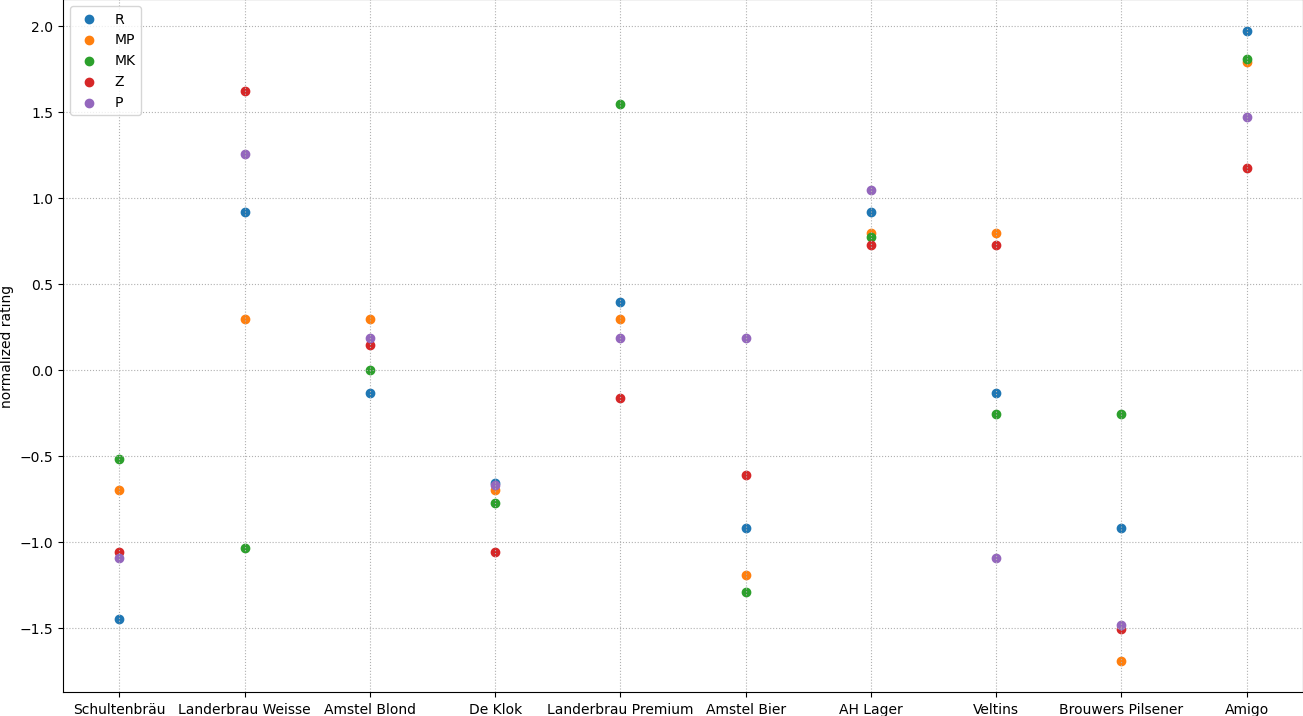 R
MP
MK
Z
P
2.0
1.5
1.0
0.5
0.0
−0.5
−1.0
−1.5
normalized rating
Schultenbräu Landerbrau Weisse Amstel Blond De Klok Landerbrau Premium Amstel Bier AH Lager Veltins Brouwers Pilsener Amigo